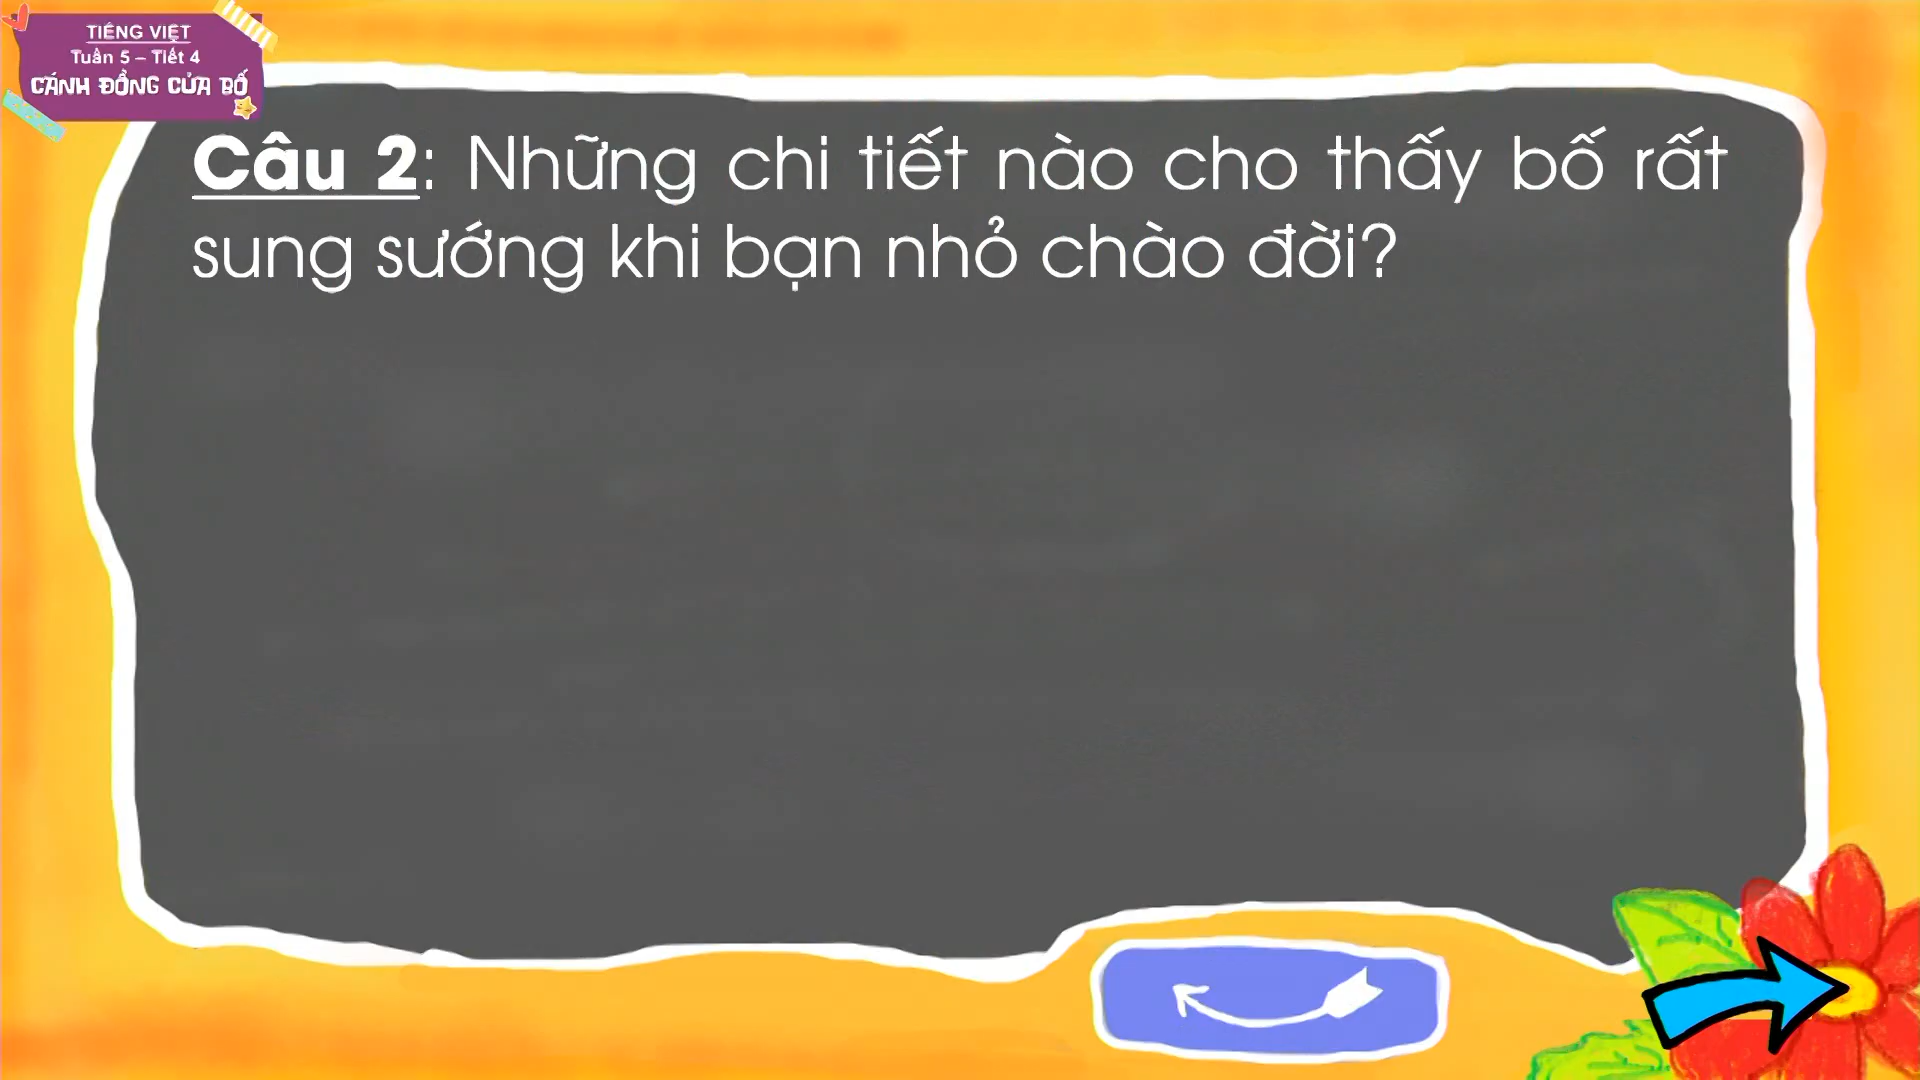 TIẾNG VIỆT
Tuần 5 – Tiết 4
CÁNH ĐỒNG CỦA BỐ
Câu 2: Những chi tiết nào cho thấy bố rất
sung sướng khi bạn nhỏ chào đời?